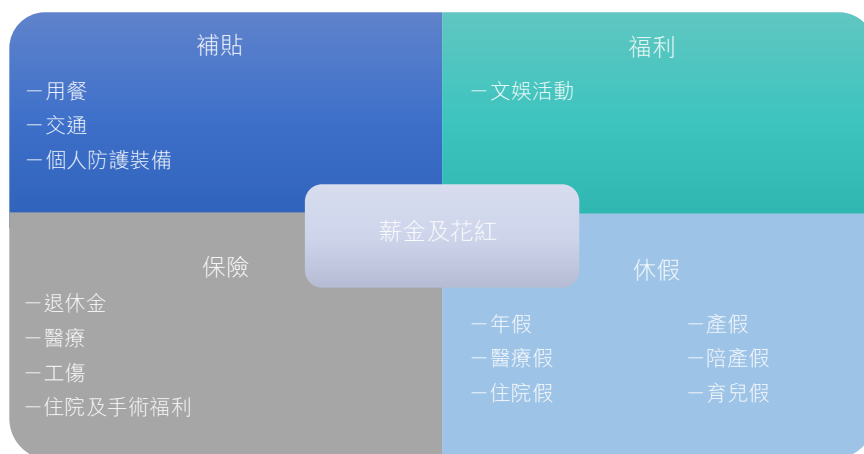 補貼
－用餐
－交通
－個人防護裝備
福利
－文娛活動
薪金及花紅
保險
－退休金
－醫療
－工傷
－住院及手術福利
休假
－年假
－醫療假
－住院假
－產假
－陪產假
－育兒假